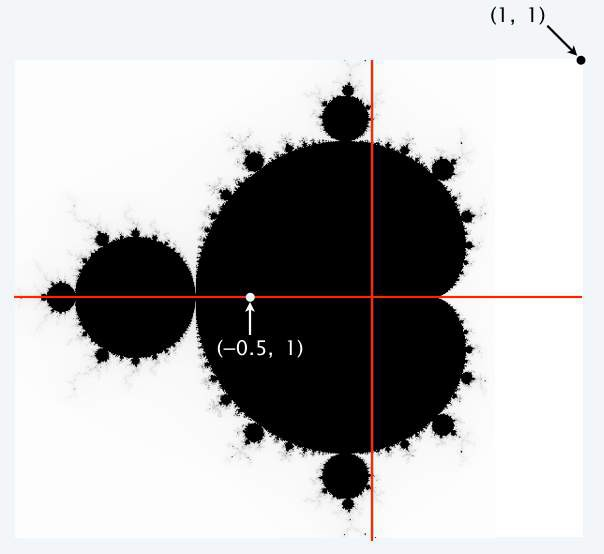 (1, 1)
(−0.5, 1)